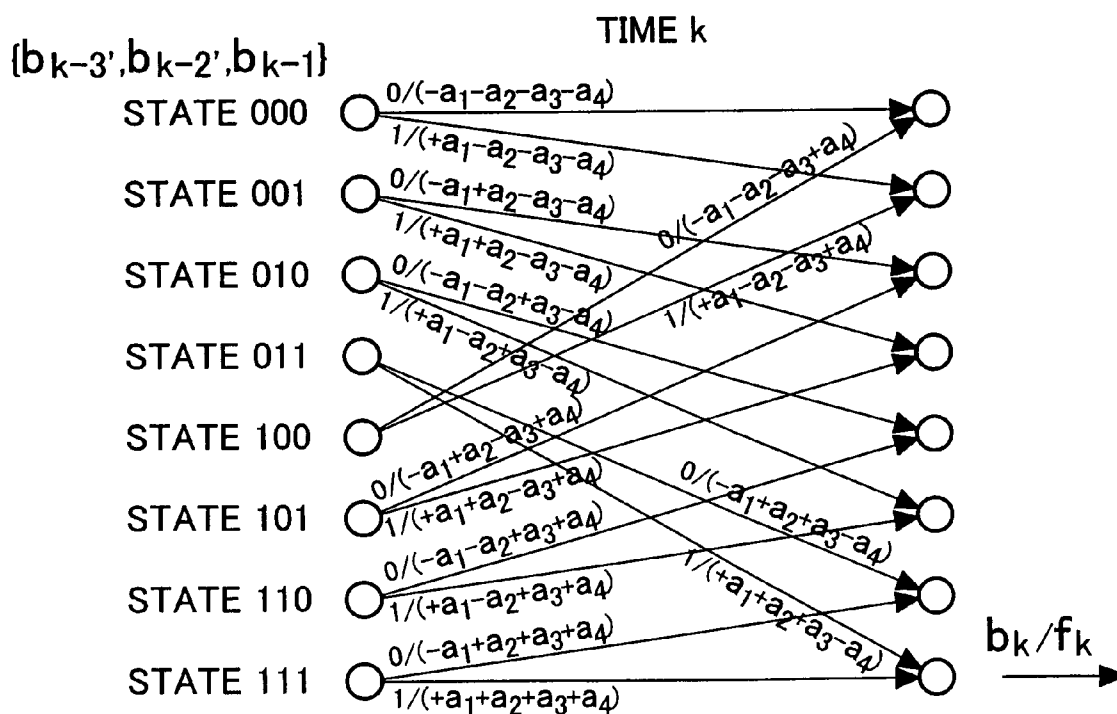 TIME k
{bk-3',bk-2',bk-1}
STATE 000
0/(-a1-a2-a3-a4)
1/(+a1-a2-a3-a4)
STATE 001
0/(-a1+a2-a3-a4)
1/(+a1+a2-a3-a4)
STATE 010
0/(-a1-a2+a3-a4)
1/(+a1-a2+a3-a4)
STATE 011
0/(-a1+a2+a3-a4)
1/(+a1+a2+a3-a4)
STATE 100
0/(-a1-a2-a3+a4)
1/(+a1-a2-a3+a4)
STATE 101
0/(-a1+a2-a3+a4)
1/(+a1+a2-a3+a4)
STATE 110
0/(-a1-a2+a3+a4)
1/(+a1-a2+a3+a4)
STATE 111
0/(-a1+a2+a3+a4)
1/(+a1+a2+a3+a4)
bk/fk